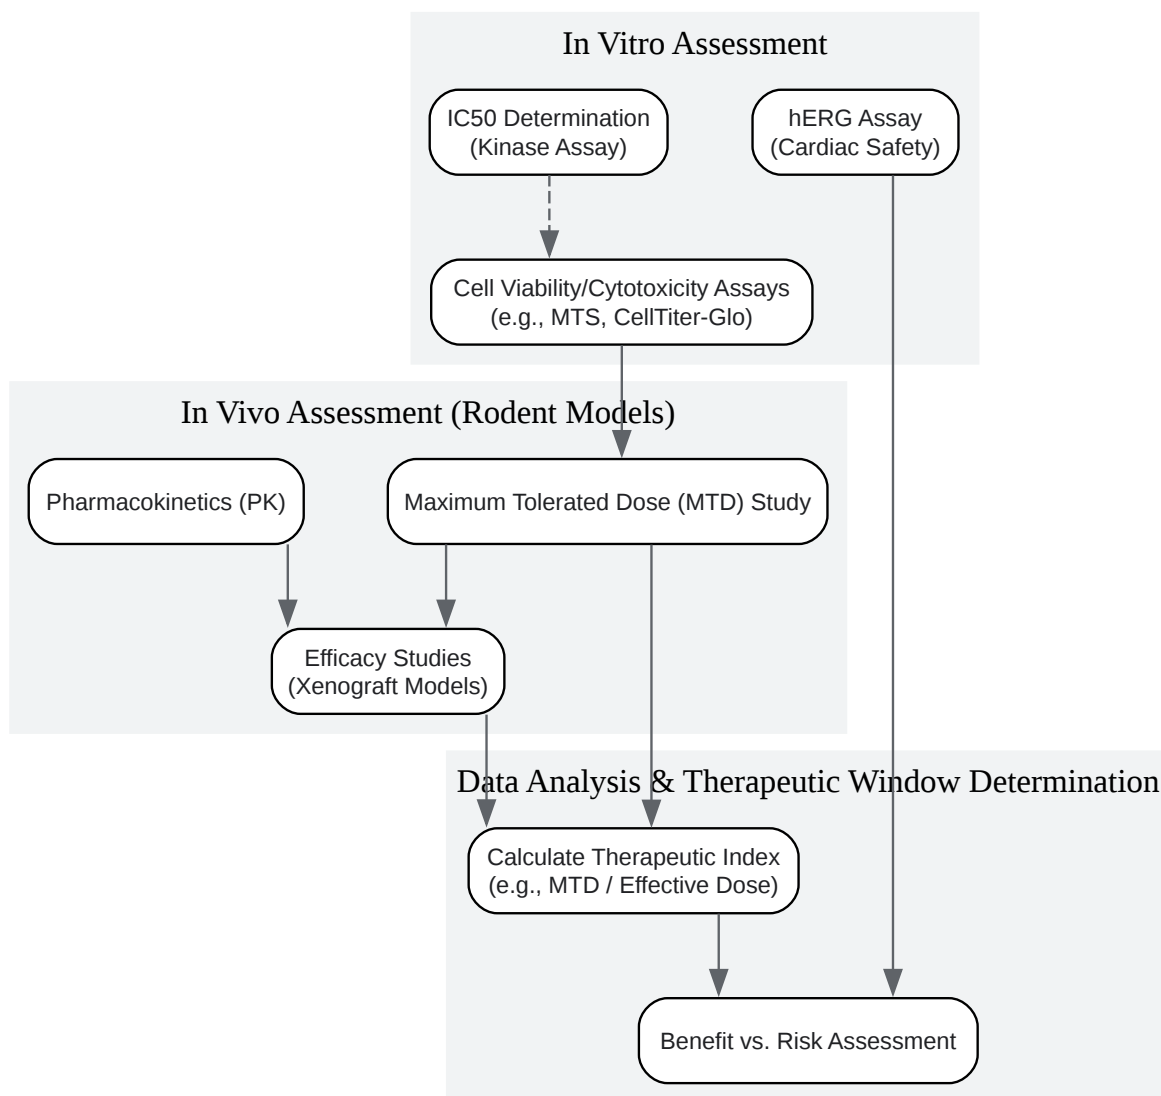 In Vitro Assessment
IC50 Determination
(Kinase Assay)
hERG Assay
(Cardiac Safety)
Cell Viability/Cytotoxicity Assays
(e.g., MTS, CellTiter-Glo)
In Vivo Assessment (Rodent Models)
Pharmacokinetics (PK)
Maximum Tolerated Dose (MTD) Study
Efficacy Studies
(Xenograft Models)
Data Analysis & Therapeutic Window Determination
Calculate Therapeutic Index
(e.g., MTD / Effective Dose)
Benefit vs. Risk Assessment